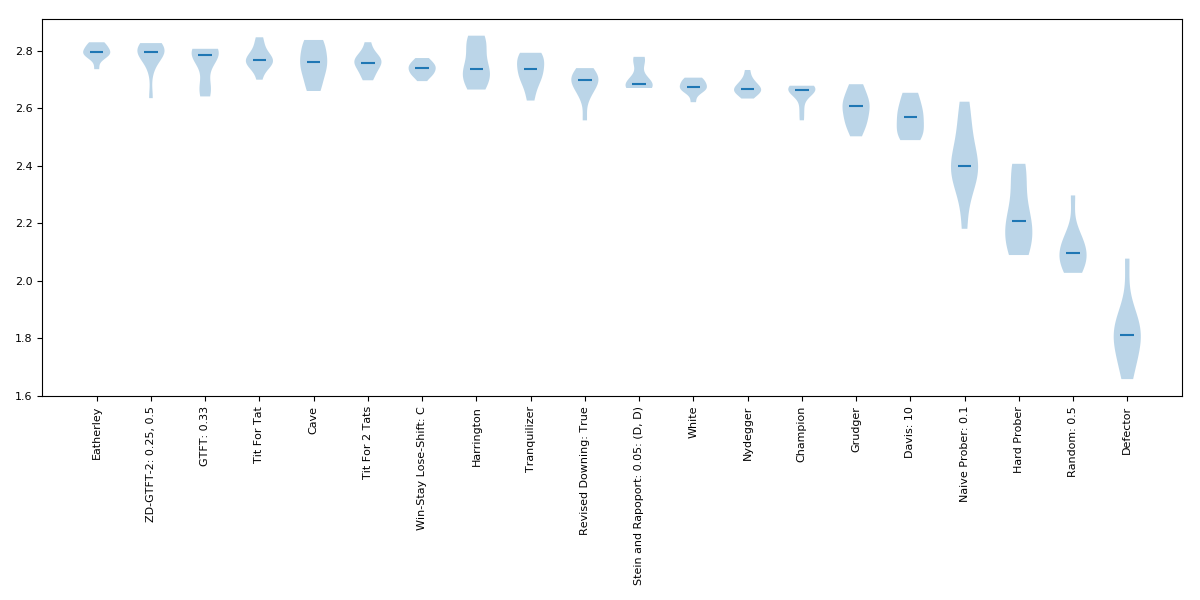 2.8
2.6
2.4
2.2
2.0
1.8
1.6
Eatherley
ZD-GTFT-2: 0.25, 0.5
GTFT: 0.33
Tit For Tat
Cave
Tit For 2 Tats
Win-Stay Lose-Shift: C
Harrington
Tranquilizer
Revised Downing: True
Stein and Rapoport: 0.05: (D, D)
White
Nydegger
Champion
Grudger
Davis: 10
Naive Prober: 0.1
Hard Prober
Random: 0.5
Defector